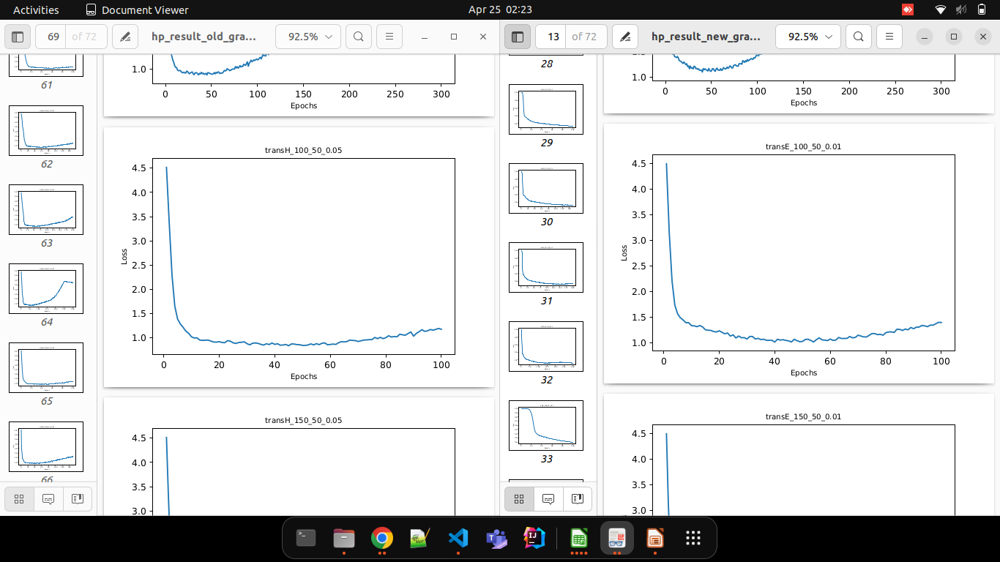 Activities Document Viewer Apr 25 02:23
69 of 72 hp_result_old_gra... 92.5%
61
62
63
64
65
66
1.0
0 50 100 150 200 250 300
Epochs
transH_100_50_0.05
4.5
4.0
3.5
3.0
2.5
2.0
1.5
1.0
Loss
0 20 40 60 80 100
Epochs
transH_150_50_0.05
4.5
4.0
3.5
3.0
13 of 72 hp_result_new_gra... 92.5%
28
29
30
31
32
33
1.0
0 50 100 150 200 250 300
Epochs
transE_100_50_0.01
4.5
4.0
3.5
3.0
2.5
2.0
1.5
1.0
Loss
0 20 40 60 80 100
Epochs
transE_150_50_0.01
4.5
4.0
3.5
3.0